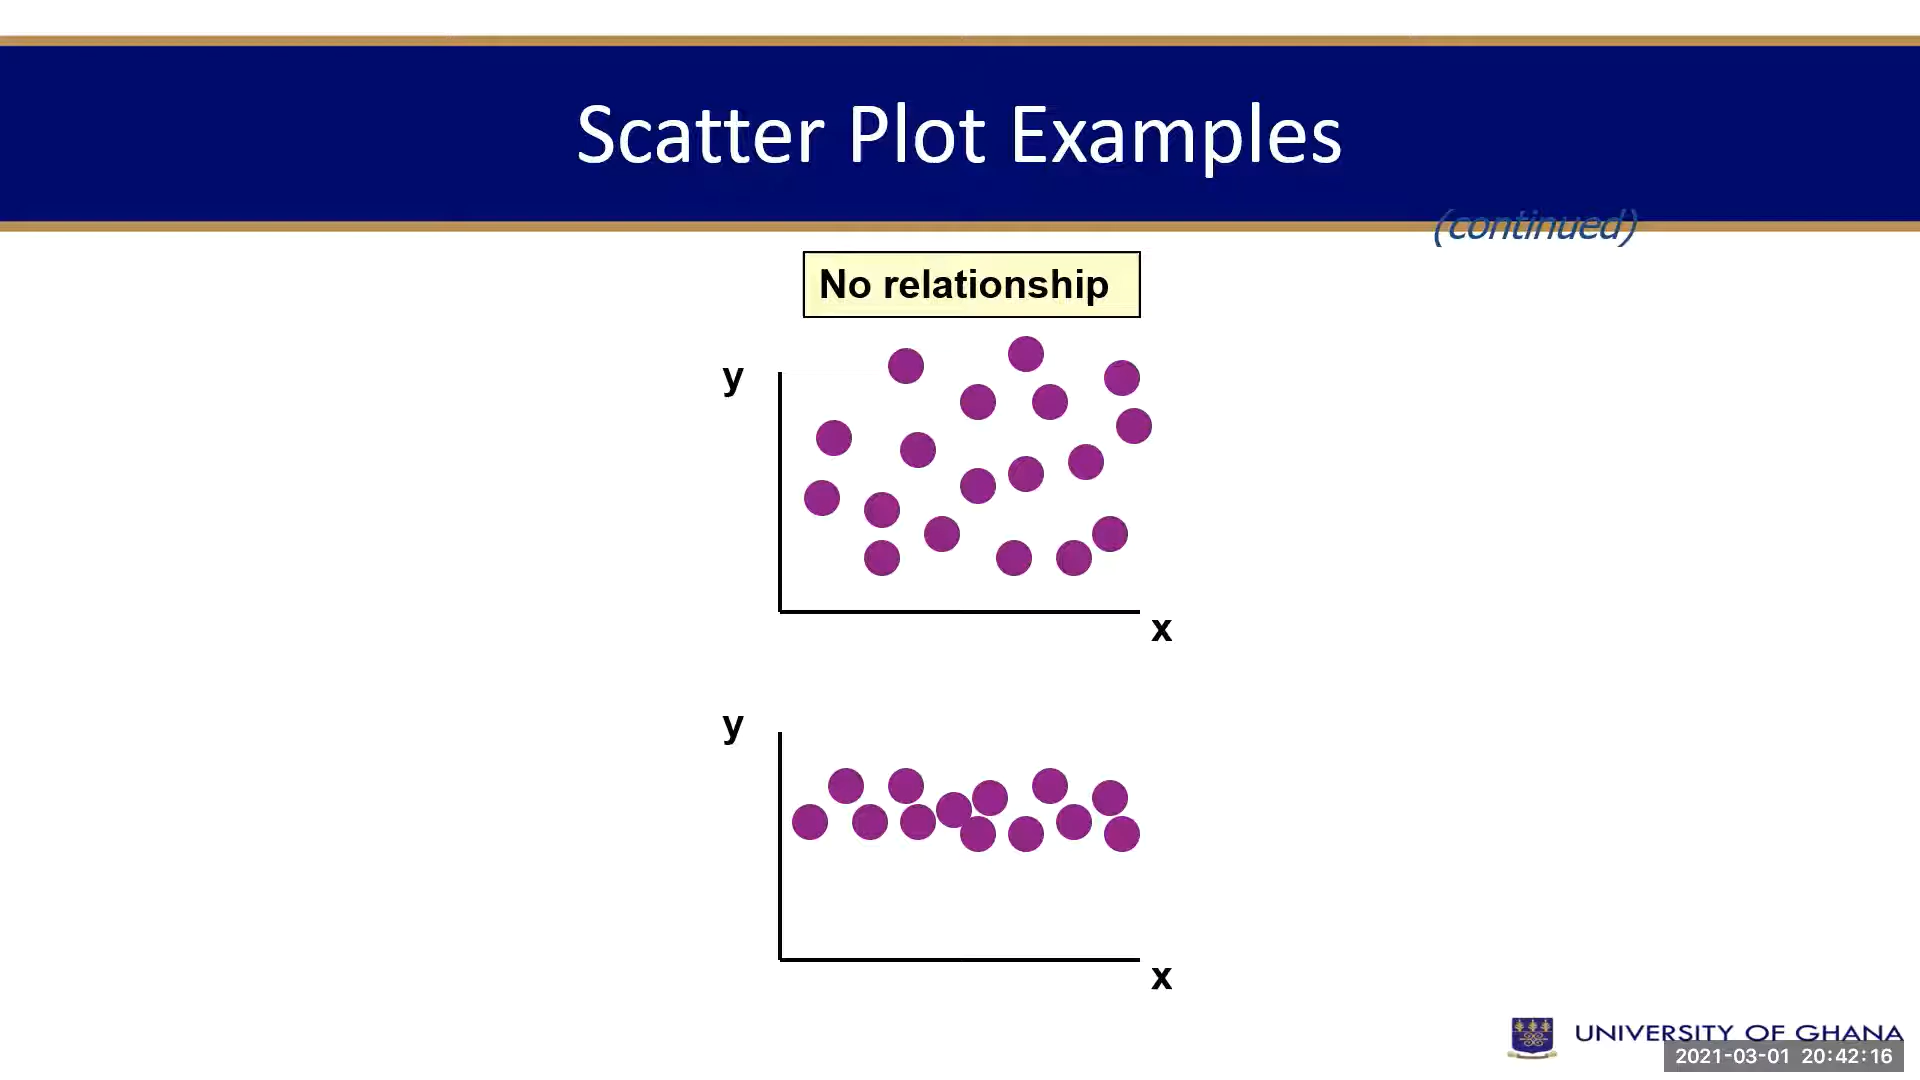 Scatter Plot Examples
(continued)
No relationship
y
x
y
x
UNIVERSITY OF GHANA
2021-03-01 20:42:16